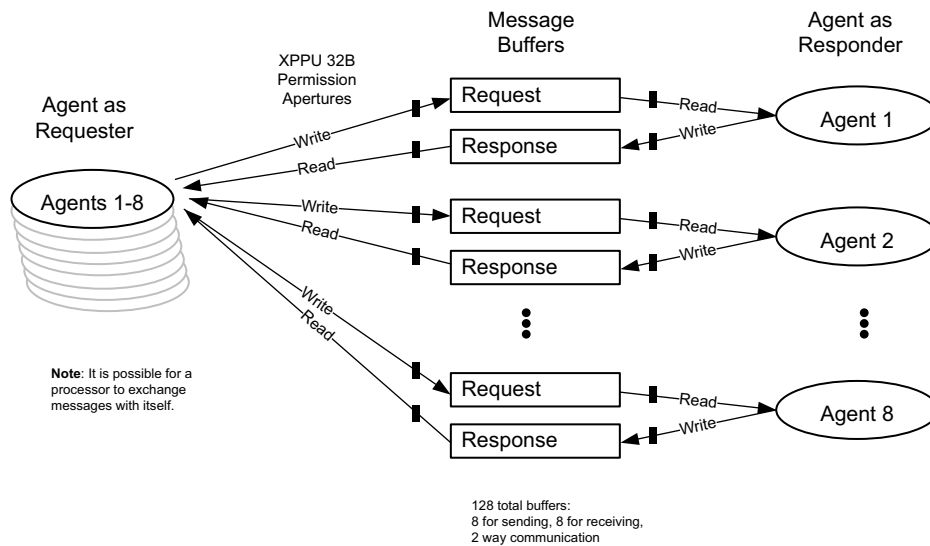 Message
Buffers
Agent as
Responder
XPPU 32B
Permission
Apertures
Agent as
Requester
Agents 1-8
Write
Read
Request
Response
Read
Write
Agent 1
Write
Read
Request
Response
Read
Write
Agent 2
Write
Read
Request
Response
Read
Write
Agent 8
Note: It is possible for a
processor to exchange
messages with itself.
128 total buffers:
8 for sending, 8 for receiving,
2 way communication